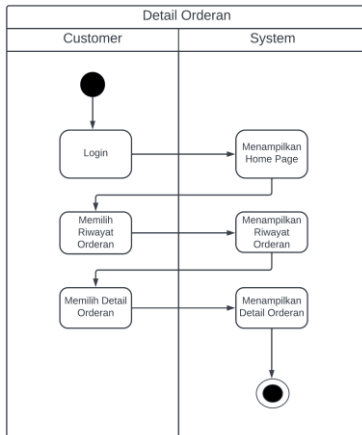 Detail Orderan
Customer
System
Login
Menampilkan
Home Page
Memilih
Riwayat
Orderan
Menampilkan
Riwayat
Orderan
Memilih Detail
Orderan
Menampilkan
Detail Orderan